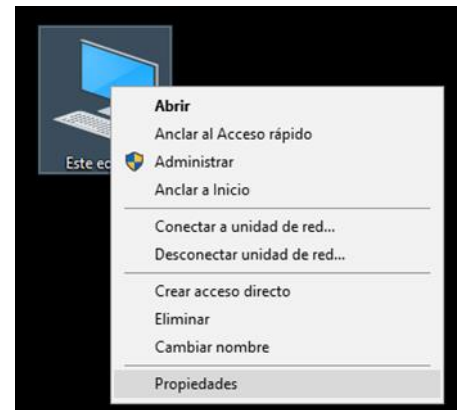 Este
Abrir
Anclar al Acceso rápido
Administrar
Anclar a Inicio
Conectar a unidad de red...
Desconectar unidad de red...
Crear acceso directo
Eliminar
Cambiar nombre
Propiedades